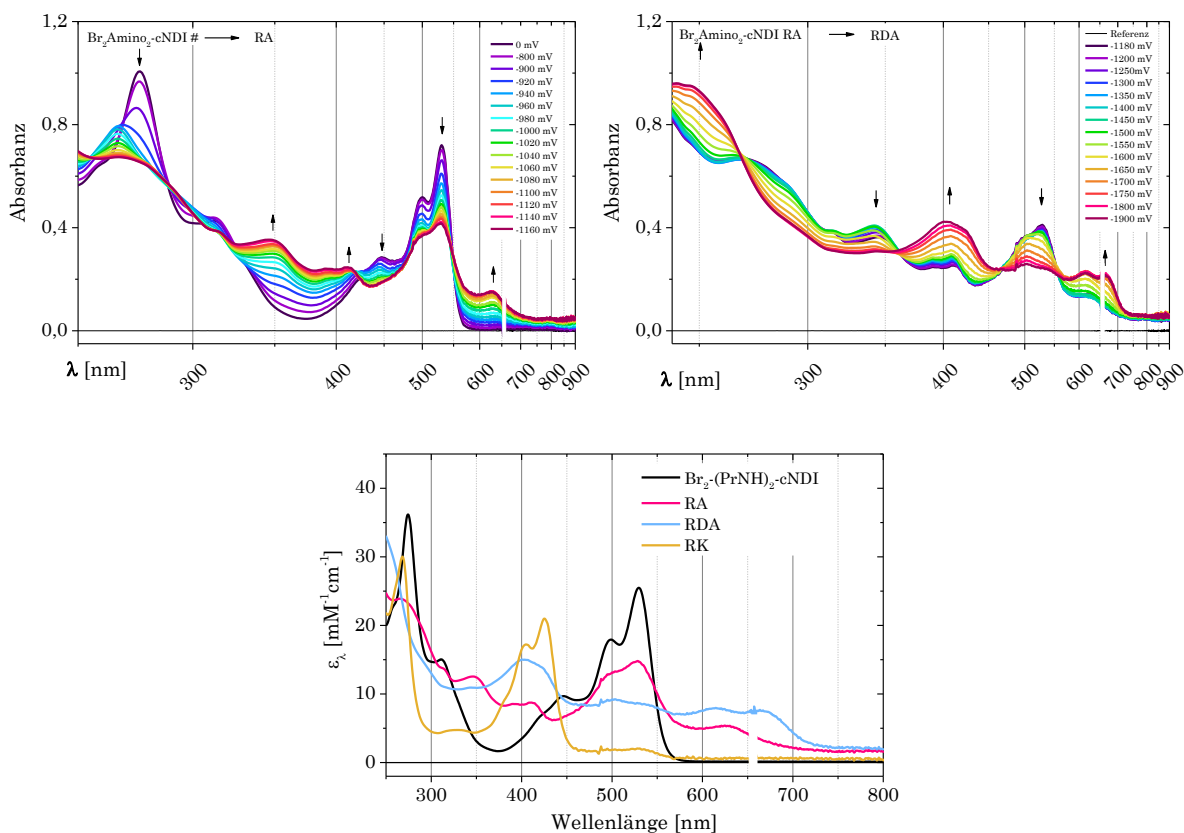 1,2
Br₂Amino₂-cNDI # RA
0 mV
-800 mV
-900 mV
-920 mV
-940 mV
-960 mV
-980 mV
-1000 mV
-1020 mV
-1040 mV
-1060 mV
-1080 mV
-1100 mV
-1120 mV
-1140 mV
-1160 mV
0,8
0,4
0,0
Absorbanz
λ [nm]
300
400
500
600
700
800
900
1,2
Br₂Amino₂-cNDI RA RDA
Referenz
-1180 mV
-1200 mV
-1250mV
-1300 mV
-1350 mV
-1400 mV
-1450 mV
-1500 mV
-1550 mV
-1600 mV
-1650 mV
-1700 mV
-1750 mV
-1800 mV
-1900 mV
0,8
0,4
0,0
Absorbanz
λ [nm]
300
400
500
600
700
800
900
Br₂-(PrNH)₂-cNDI
RA
RDA
RK
40
30
20
10
0
ε_λ [mM⁻¹cm⁻¹]
300
400
500
600
700
800
Wellenlänge [nm]